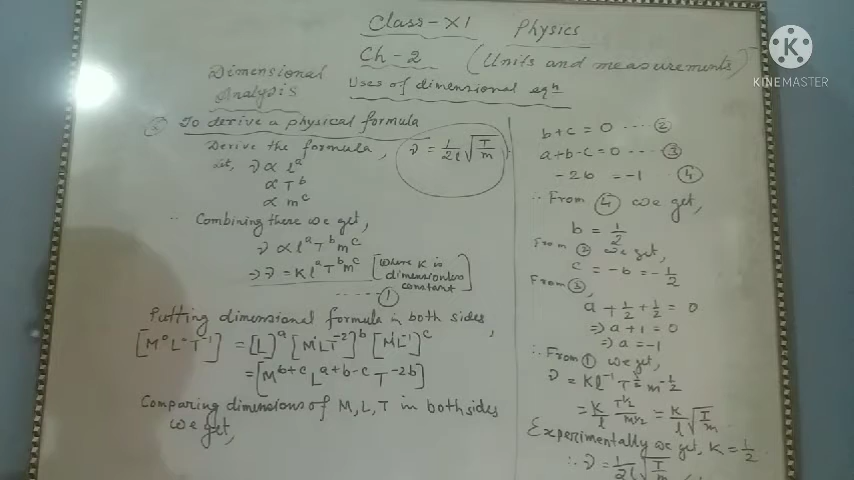 Class-XI Physics
Ch-2 (Units and measurements)
Dimensional
Analysis
Uses of dimensional eqn
To derive a physical formula
Derive the formula, ν = 1/2l √(T/m)
Let, ν ∝ l^a
∝ T^b
∝ m^c
∴ Combining these we get,
ν ∝ l^a T^b m^c
⇒ ν = K l^a T^b m^c [where K is
dimensionless
constant]
----- ①
Putting dimensional formula in both sides,
[M⁰L⁰T⁻¹] = [L]^a [M¹LT⁻²]^b [M¹L⁻¹]^c
= [M^(b+c) L^(a+b-c) T^(-2b)]
Comparing dimensions of M, L, T in both sides
we get,
b+c = 0 ---- ②
a+b-c = 0 ---- ③
-2b = -1 ④
∴ From ④ we get,
b = 1/2
From ② we get,
c = -b = -1/2
From ③,
a + 1/2 + 1/2 = 0
⇒ a+1 = 0
⇒ a = -1
∴ From ① we get,
ν = K l⁻¹ T^(1/2) m^(-1/2)
= K/l T^(1/2)/m^(1/2) = K/l √(T/m)
Experimentally we get, K = 1/2
∴ ν = 1/2l √(T/m)
K
KINEMASTER